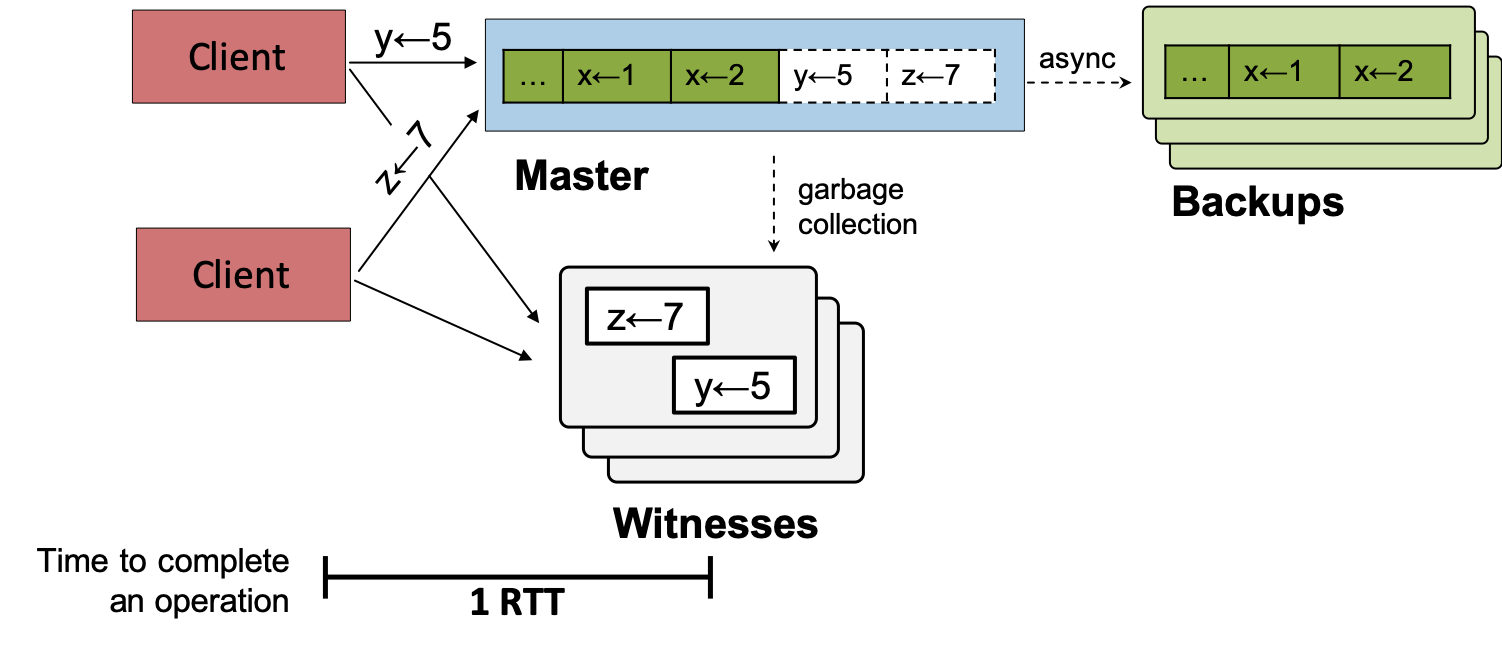 Client
y←5
… x←1 x←2 y←5 z←7
async
… x←1 x←2
z←7
Master
Backups
garbage
collection
Client
z←7
y←5
Witnesses
Time to complete
an operation
1 RTT